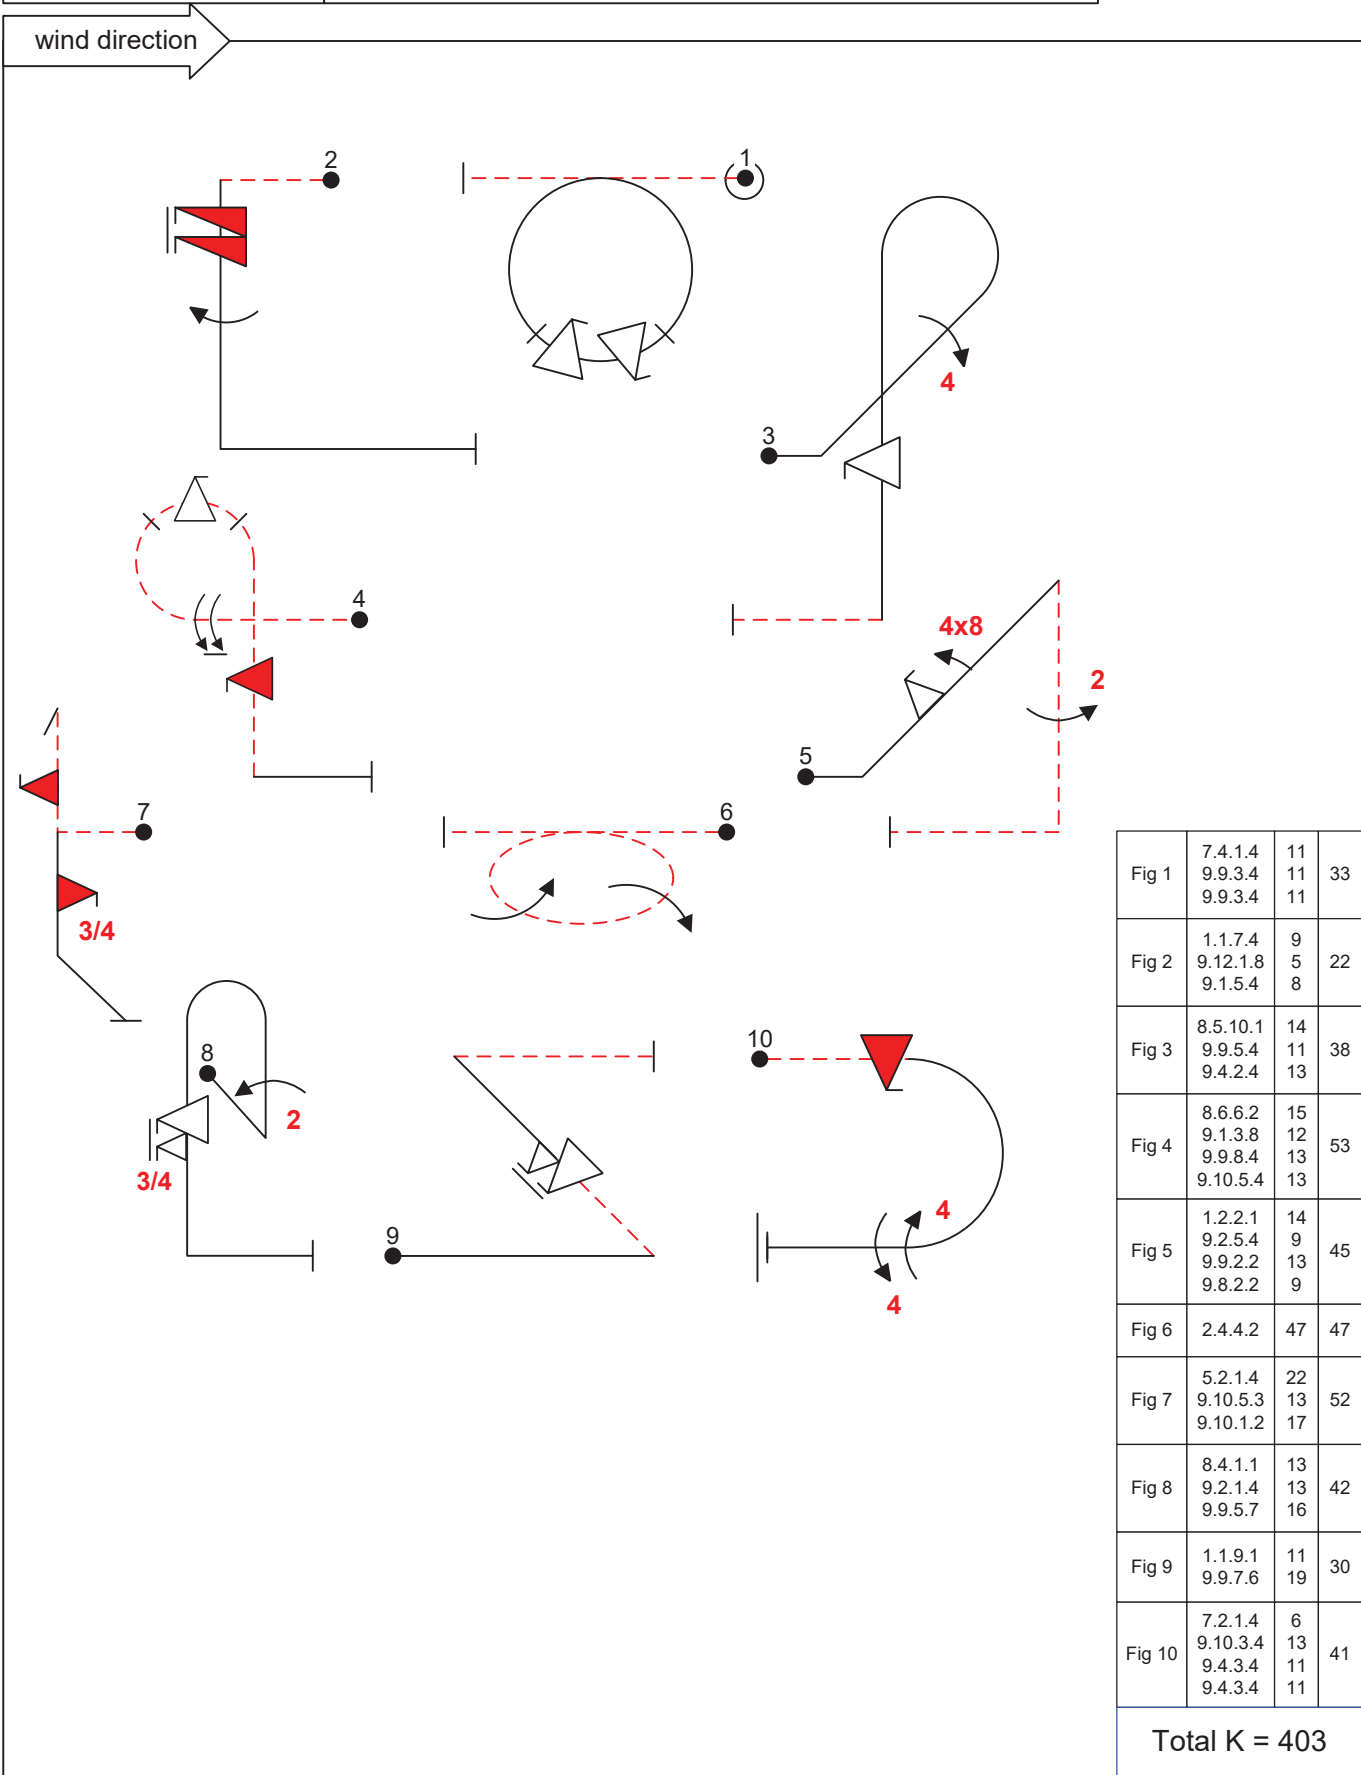 wind direction
2
1
4
3
4
4x8
2
5
7
3/4
6
8
2
3/4
9
10
4
4
Fig 1 7.4.1.4 11 33
9.9.3.4 11
9.9.3.4 11
Fig 2 1.1.7.4 9 22
9.12.1.8 5
9.1.5.4 8
Fig 3 8.5.10.1 14 38
9.9.5.4 11
9.4.2.4 13
Fig 4 8.6.6.2 15 53
9.1.3.8 12
9.9.8.4 13
9.10.5.4 13
Fig 5 1.2.2.1 14 45
9.2.5.4 9
9.9.2.2 13
9.8.2.2 9
Fig 6 2.4.4.2 47 47
Fig 7 5.2.1.4 22 52
9.10.5.3 13
9.10.1.2 17
Fig 8 8.4.1.1 13 42
9.2.1.4 13
9.9.5.7 16
Fig 9 1.1.9.1 11 30
9.9.7.6 19
Fig 10 7.2.1.4 6 41
9.10.3.4 13
9.4.3.4 11
9.4.3.4 11
Total K = 403